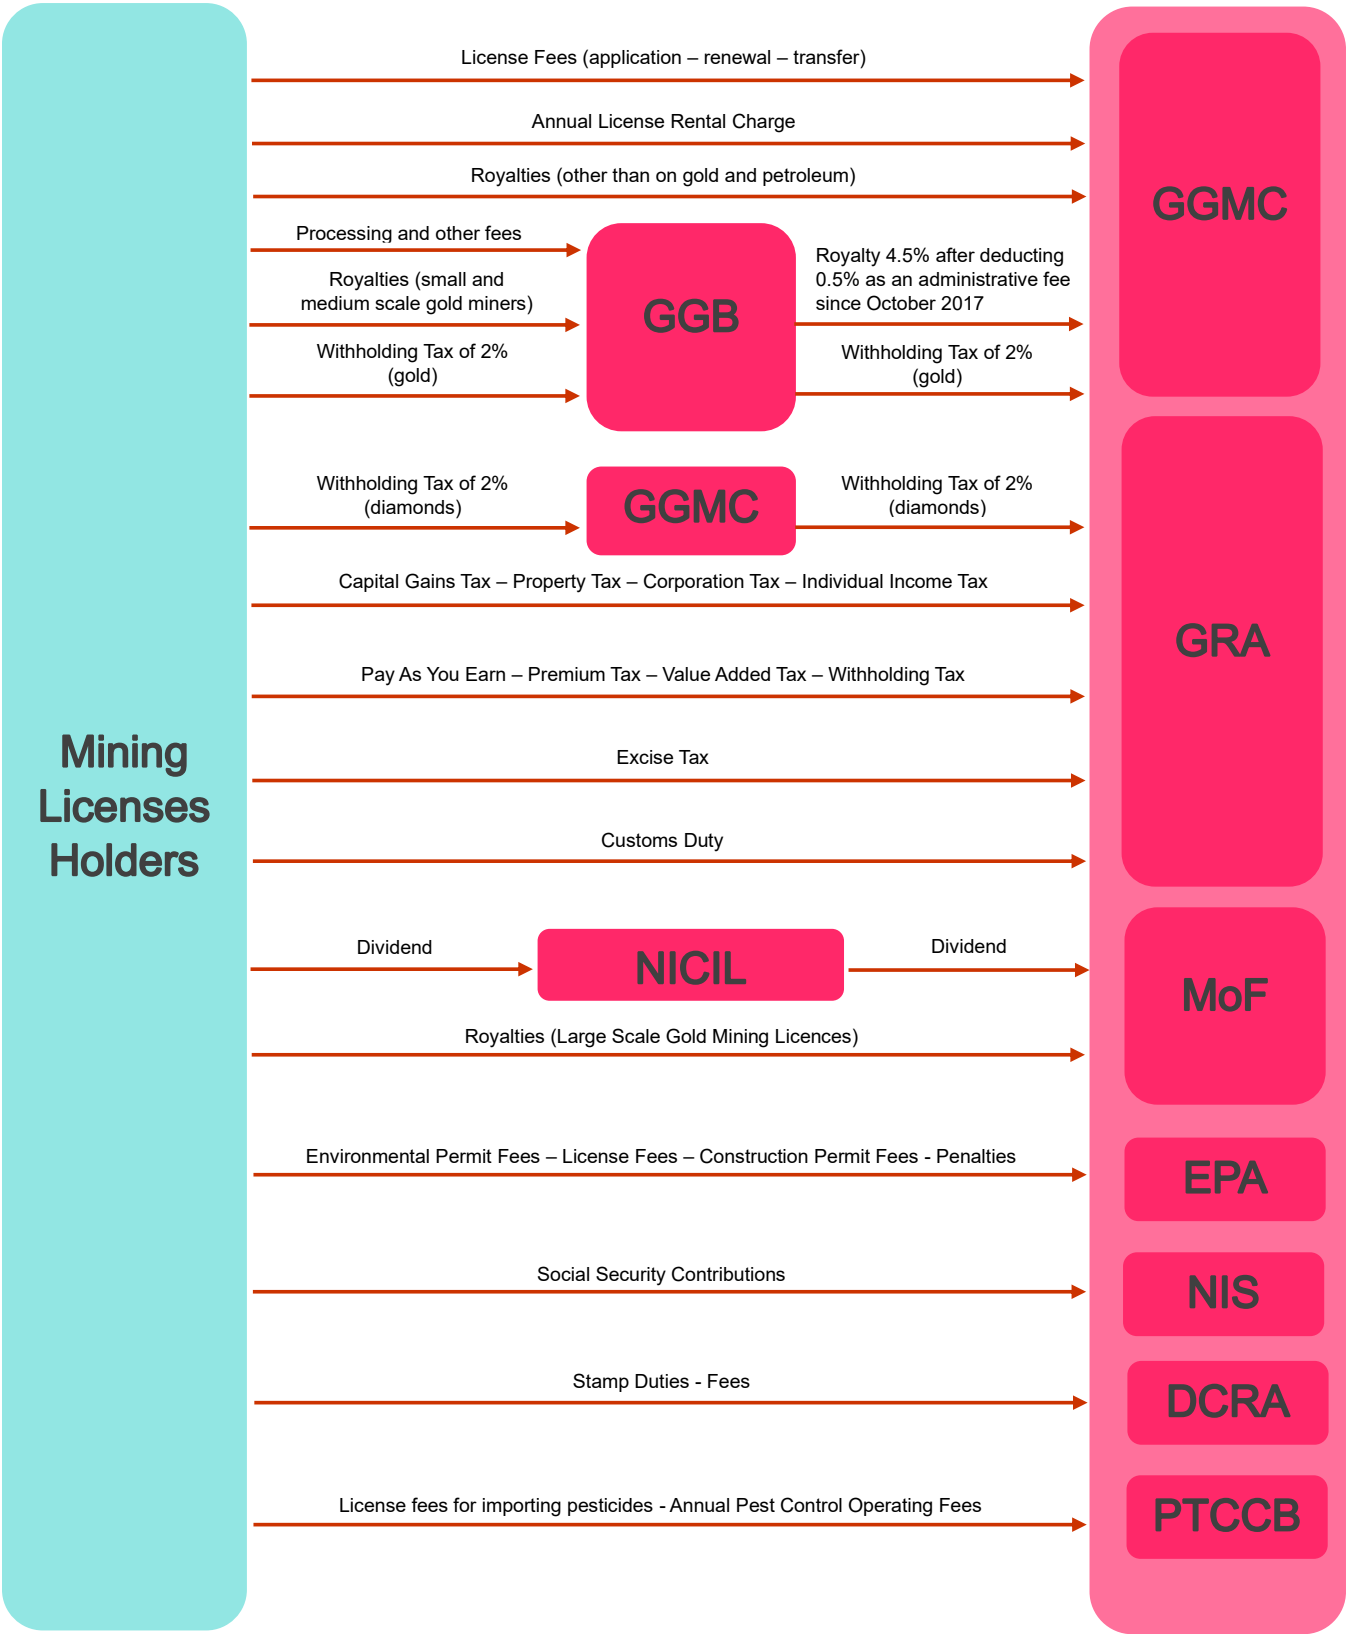 License Fees (application – renewal – transfer)
Annual License Rental Charge
Royalties (other than on gold and petroleum)
GGMC
Processing and other fees
Royalties (small and
medium scale gold miners)
Withholding Tax of 2%
(gold)
GGB
Royalty 4.5% after deducting
0.5% as an administrative fee
since October 2017
Withholding Tax of 2%
(gold)
Withholding Tax of 2%
(diamonds)
GGMC
Withholding Tax of 2%
(diamonds)
Capital Gains Tax – Property Tax – Corporation Tax – Individual Income Tax
GRA
Pay As You Earn – Premium Tax – Value Added Tax – Withholding Tax
Excise Tax
Mining
Licenses
Holders
Customs Duty
Dividend
NICIL
Dividend
MoF
Royalties (Large Scale Gold Mining Licences)
Environmental Permit Fees – License Fees – Construction Permit Fees - Penalties
EPA
Social Security Contributions
NIS
Stamp Duties - Fees
DCRA
License fees for importing pesticides - Annual Pest Control Operating Fees
PTCCB